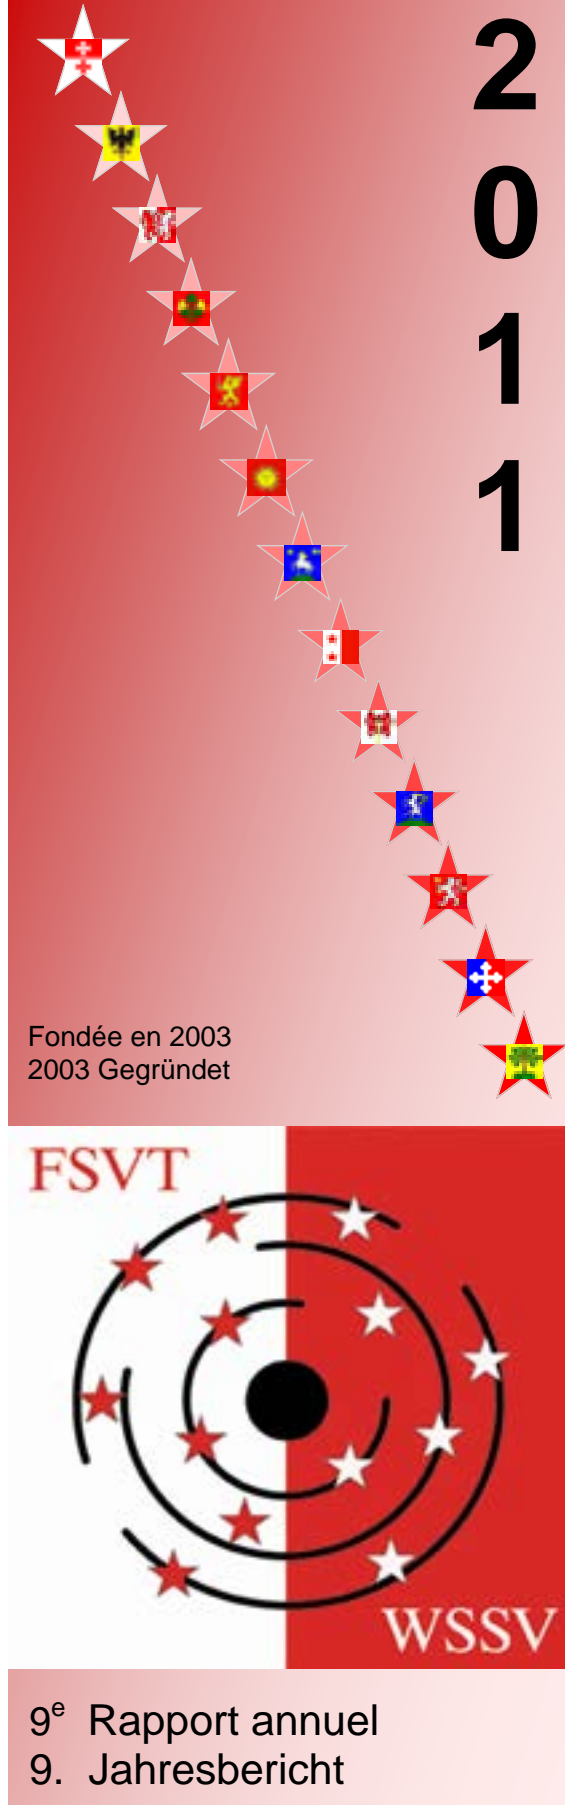 2
0
1
1
Fondée en 2003
2003 Gegründet
FSVT
WSSV
9e Rapport annuel
9. Jahresbericht